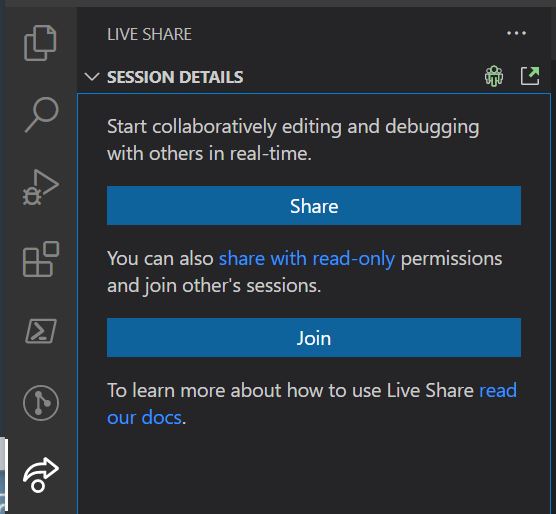 LIVE SHARE
SESSION DETAILS
Start collaboratively editing and debugging
with others in real-time.
Share
You can also share with read-only permissions
and join other's sessions.
Join
To learn more about how to use Live Share read
our docs.